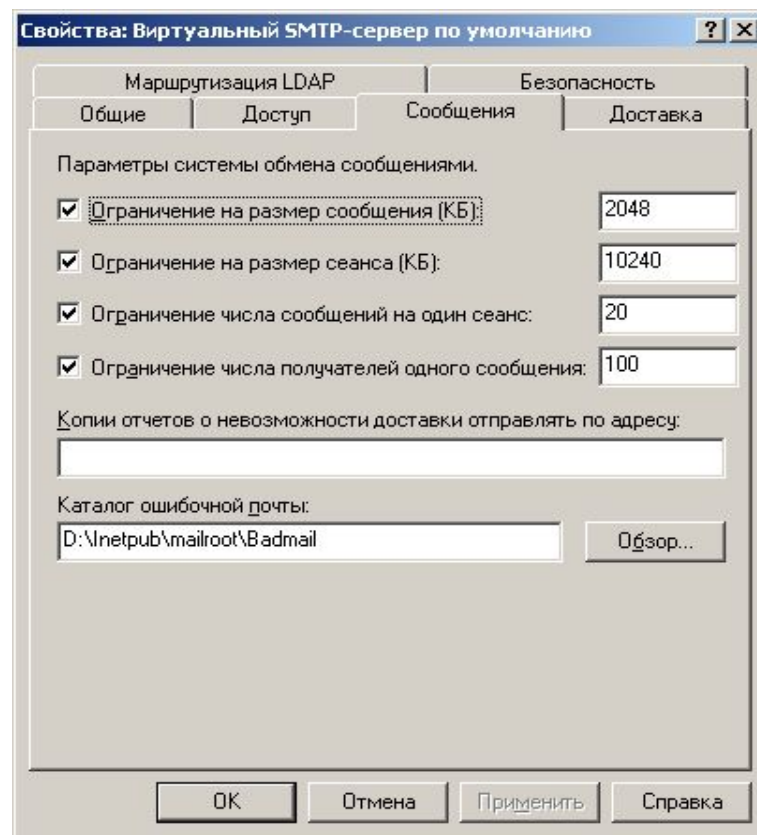 Свойства: Виртуальный SMTP-сервер по умолчанию
Маршрутизация LDAP Безопасность
Общие Доступ Сообщения Доставка
Параметры системы обмена сообщениями.
Ограничение на размер сообщения (КБ): 2048
Ограничение на размер сеанса (КБ): 10240
Ограничение числа сообщений на один сеанс: 20
Ограничение числа получателей одного сообщения: 100
Копии отчетов о невозможности доставки отправлять по адресу:
Каталог ошибочной почты:
D:\Inetpub\mailroot\Badmail Обзор...
OK Отмена Применить Справка